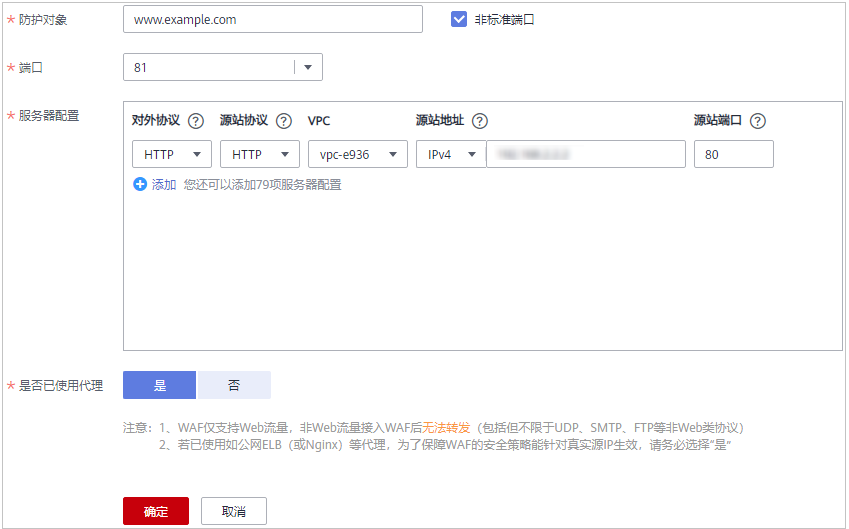 * 防护对象 www.example.com 非标准端口
* 端口 81
* 服务器配置 对外协议 ? 源站协议 ? VPC 源站地址 ? 源站端口 ?
HTTP HTTP vpc-e936 IPv4 80
添加 您还可以添加79项服务器配置
* 是否已使用代理 是 否
注意：1、WAF仅支持Web流量，非Web流量接入WAF后无法转发（包括但不限于UDP、SMTP、FTP等非Web类协议）
2、若已使用如公网ELB（或Nginx）等代理，为了保障WAF的安全策略能针对真实源IP生效，请务必选择“是”
确定 取消